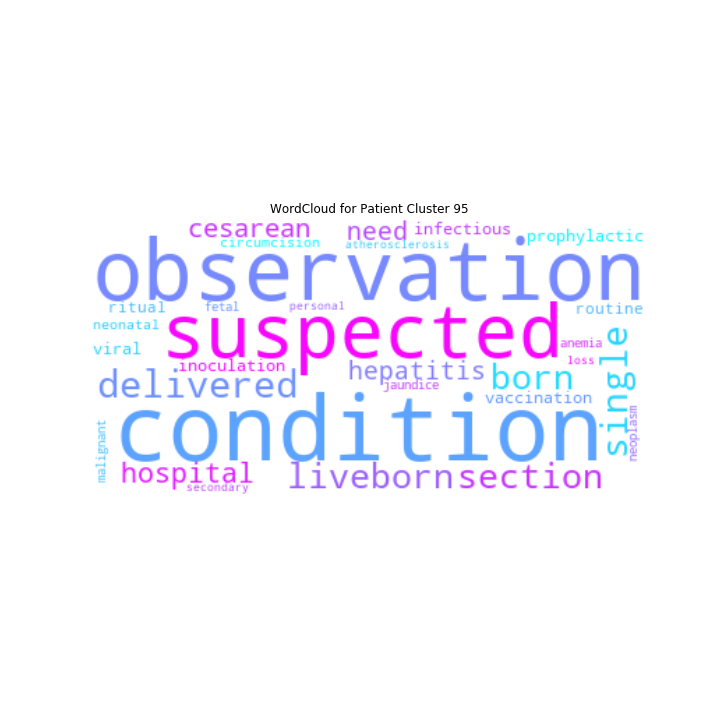 WordCloud for Patient Cluster 95
cesarean need infectious
circumcision atherosclerosis prophylactic
observation
ritual fetal personal routine
neonatal suspected
viral anemia
inoculation hepatitis loss
delivered jaundice born single
vaccination
condition
malignant neoplasm
hospital liveborn section
secondary